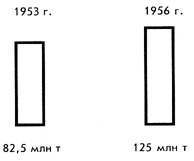 1953 г. 1956 г.
82,5 млн т 125 млн т